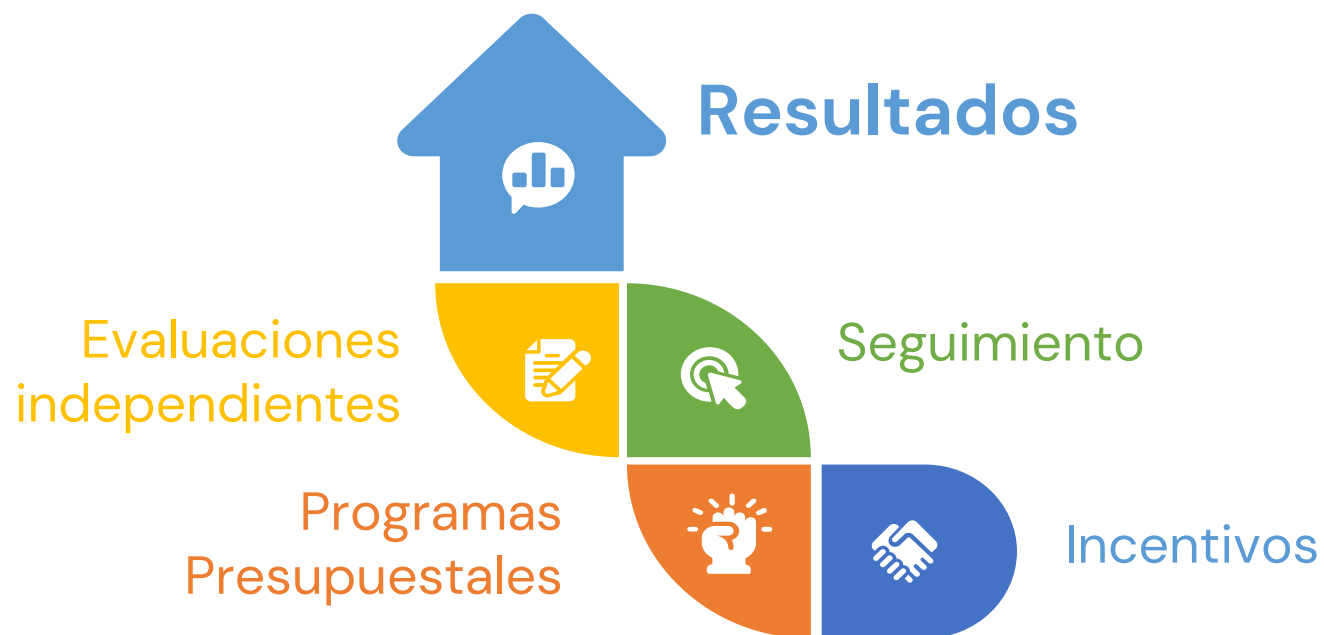 Resultados
Evaluaciones
independientes
Seguimiento
Programas
Presupuestales
Incentivos